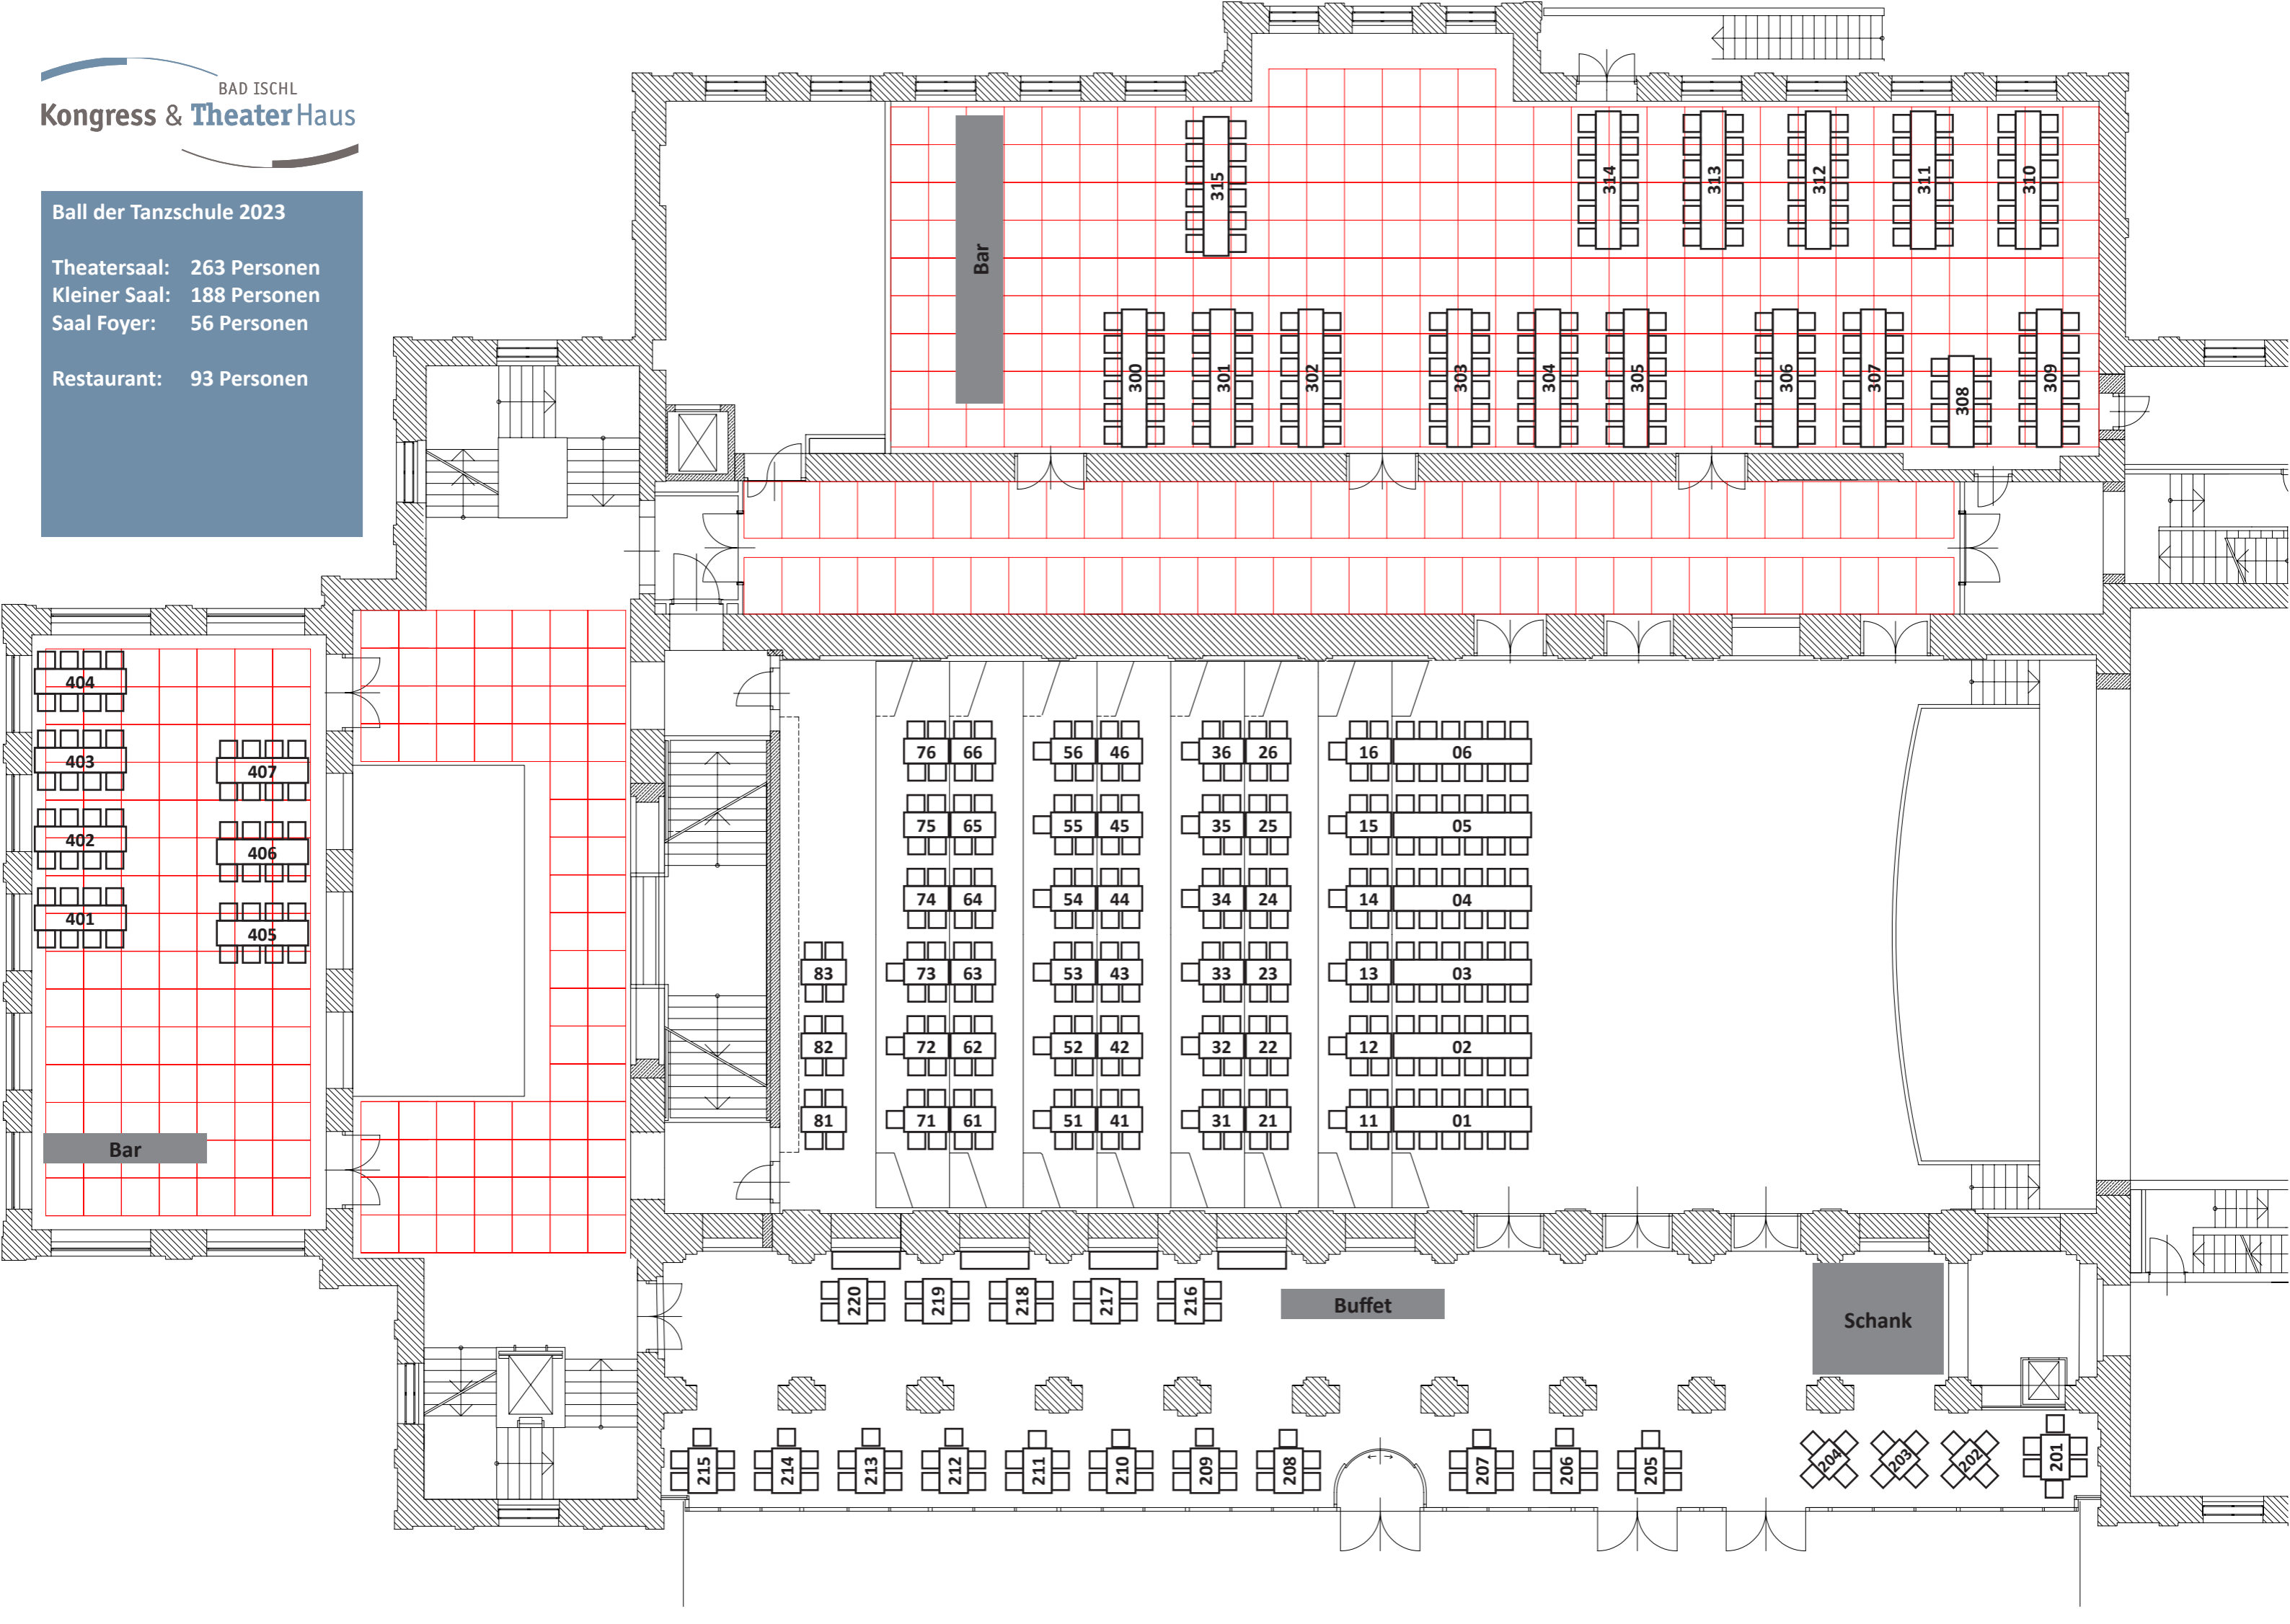 BAD ISCHL
Kongress & TheaterHaus
Ball der Tanzschule 2023
Theatersaal: 263 Personen
Kleiner Saal: 188 Personen
Saal Foyer: 56 Personen
Restaurant: 93 Personen
Bar
315
314 313 312 311 310
300 301 302 303 304 305 306 307 308 309
404
403
407
402
406
401
405
Bar
76 66 56 46 36 26 16 06
75 65 55 45 35 25 15 05
74 64 54 44 34 24 14 04
83 73 63 53 43 33 23 13 03
82 72 62 52 42 32 22 12 02
81 71 61 51 41 31 21 11 01
220 219 218 217 216
Buffet
Schank
215 214 213 212 211 210 209 208 207 206 205 204 203 202 201